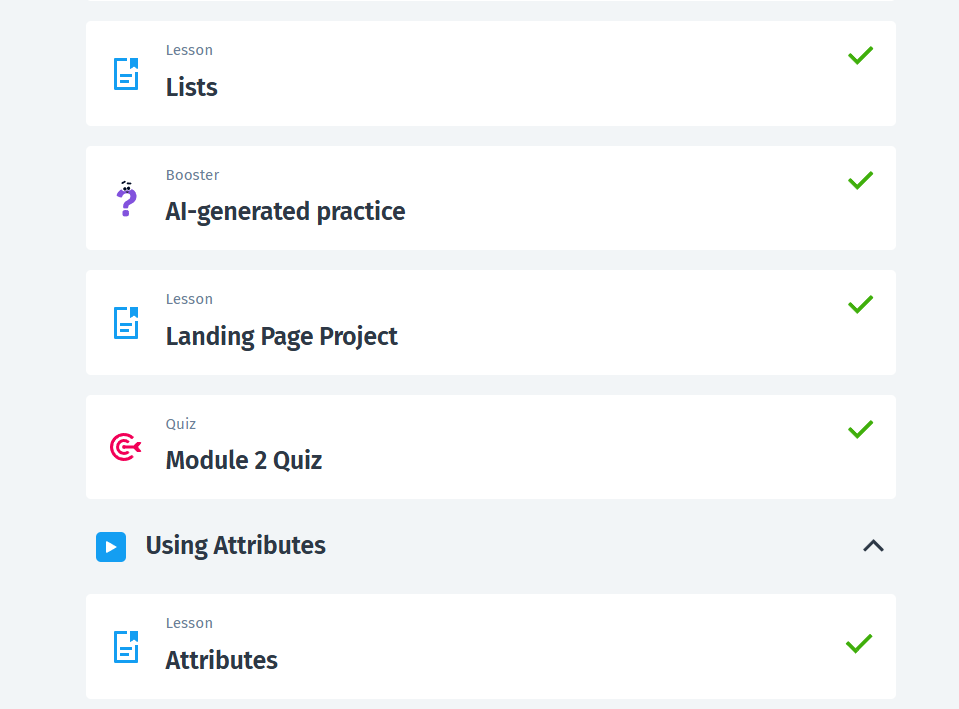 Lesson
Lists
Booster
AI-generated practice
Lesson
Landing Page Project
Quiz
Module 2 Quiz
Using Attributes
Lesson
Attributes